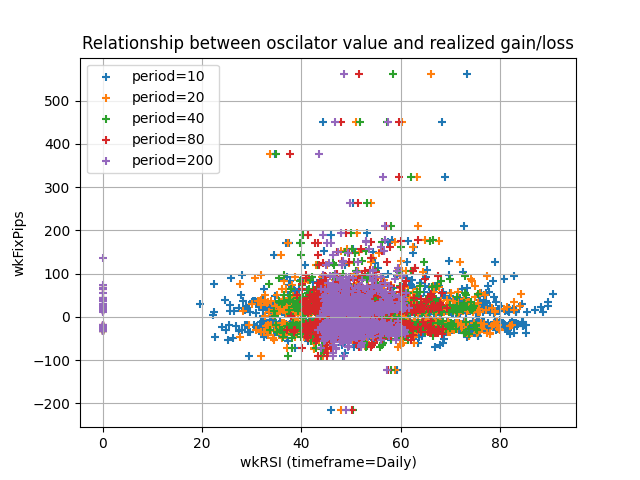 Relationship between oscilator value and realized gain/loss
period=10
period=20
period=40
period=80
period=200
wkFixPips
500
400
300
200
100
0
−100
−200
0 20 40 60 80
wkRSI (timeframe=Daily)